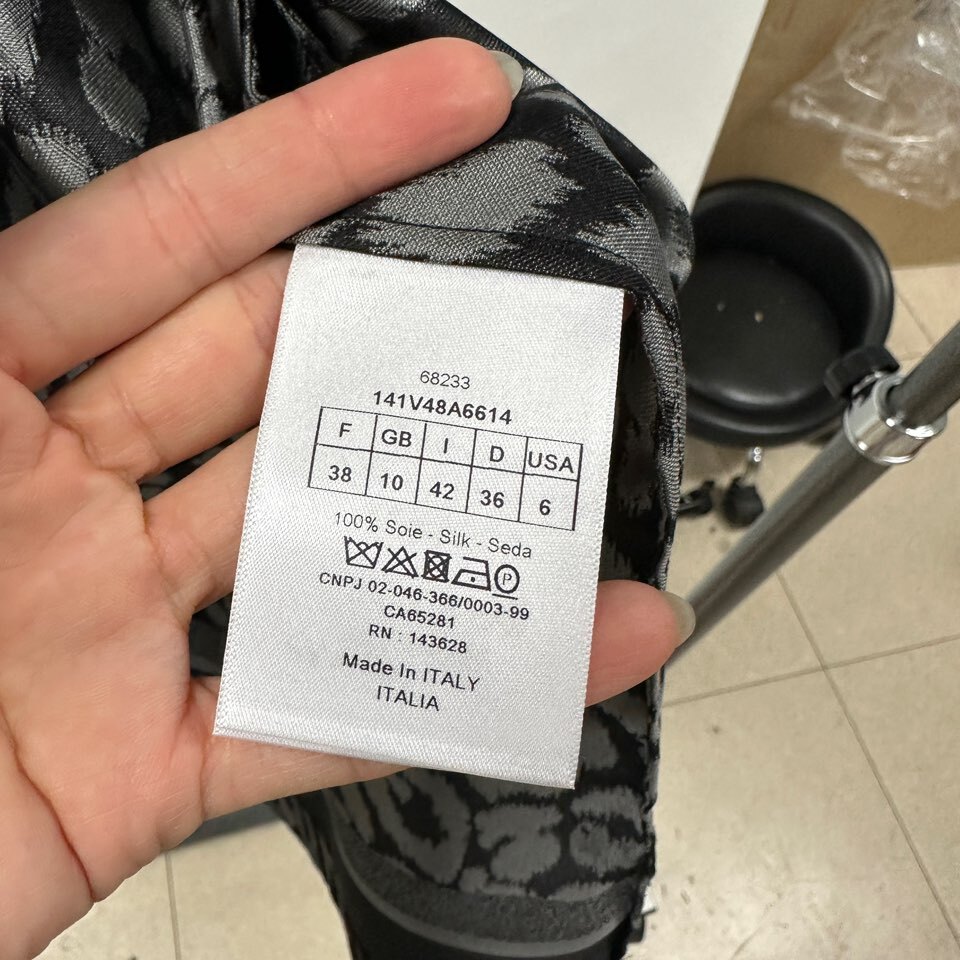 68233
141V48A6614
F GB I D USA
38 10 42 36 6
100% Soie - Silk - Seda
P
CNPJ 02-046-366/0003-99
CA65281
RN : 143628
Made In ITALY
ITALIA